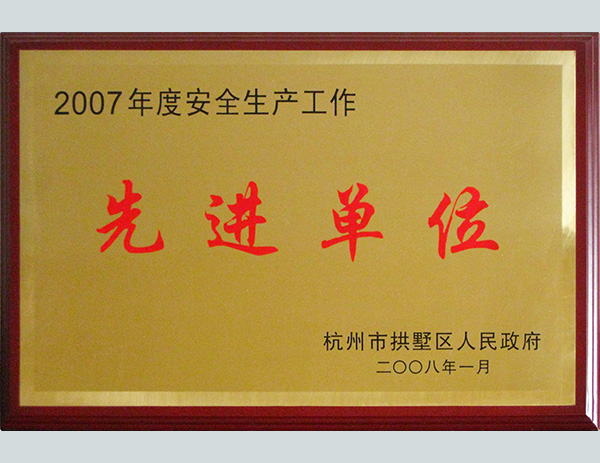 2007年度安全生产工作
先进单位
杭州市拱墅区人民政府
二〇〇八年一月